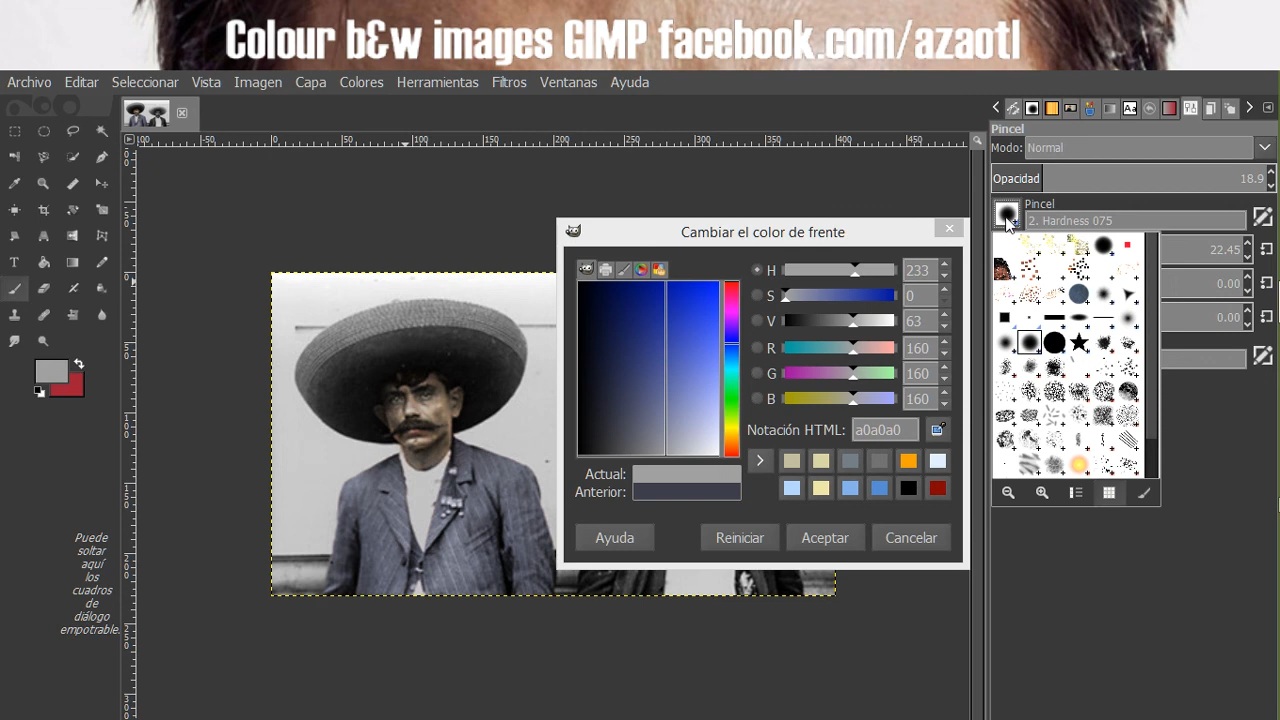 Colour b&w images GIMP facebook.com/azaotl
Archivo Editar Seleccionar Vista Imagen Capa Colores Herramientas Filtros Ventanas Ayuda
Pincel
Modo: Normal
Opacidad 18.9
Pincel
2. Hardness 075
22.45
0.00
0.00
Cambiar el color de frente
H 233
S 0
V 63
R 160
G 160
B 160
Notación HTML: a0a0a0
Actual:
Anterior:
Ayuda Reiniciar Aceptar Cancelar
Puede
soltar
aquí
los
cuadros
de
diálogo
empotrable